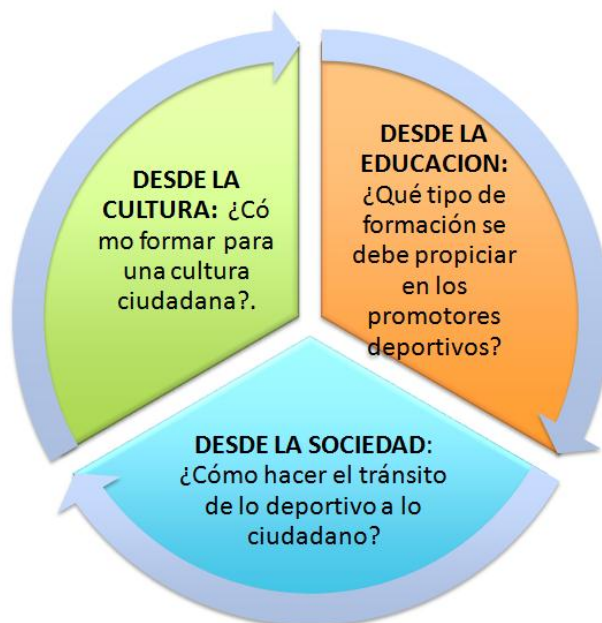 DESDE LA
CULTURA: ¿Có
mo formar para
una cultura
ciudadana?.
DESDE LA
EDUCACION:
¿Qué tipo de
formación se
debe propiciar
en los
promotores
deportivos?
DESDE LA SOCIEDAD:
¿Cómo hacer el tránsito
de lo deportivo a lo
ciudadano?